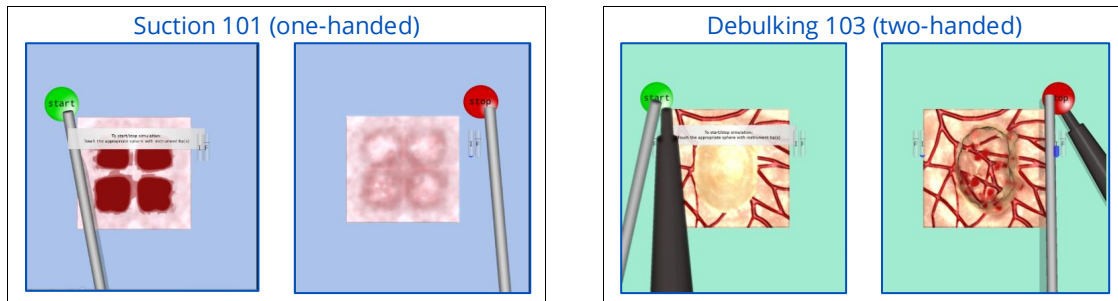 Suction 101 (one-handed)
Debulking 103 (two-handed)
start
To start/stop simulation:
Touch the appropriate sphere with instrument tip(s)
stop
start
To start/stop simulation:
Touch the appropriate sphere with instrument tip(s)
stop